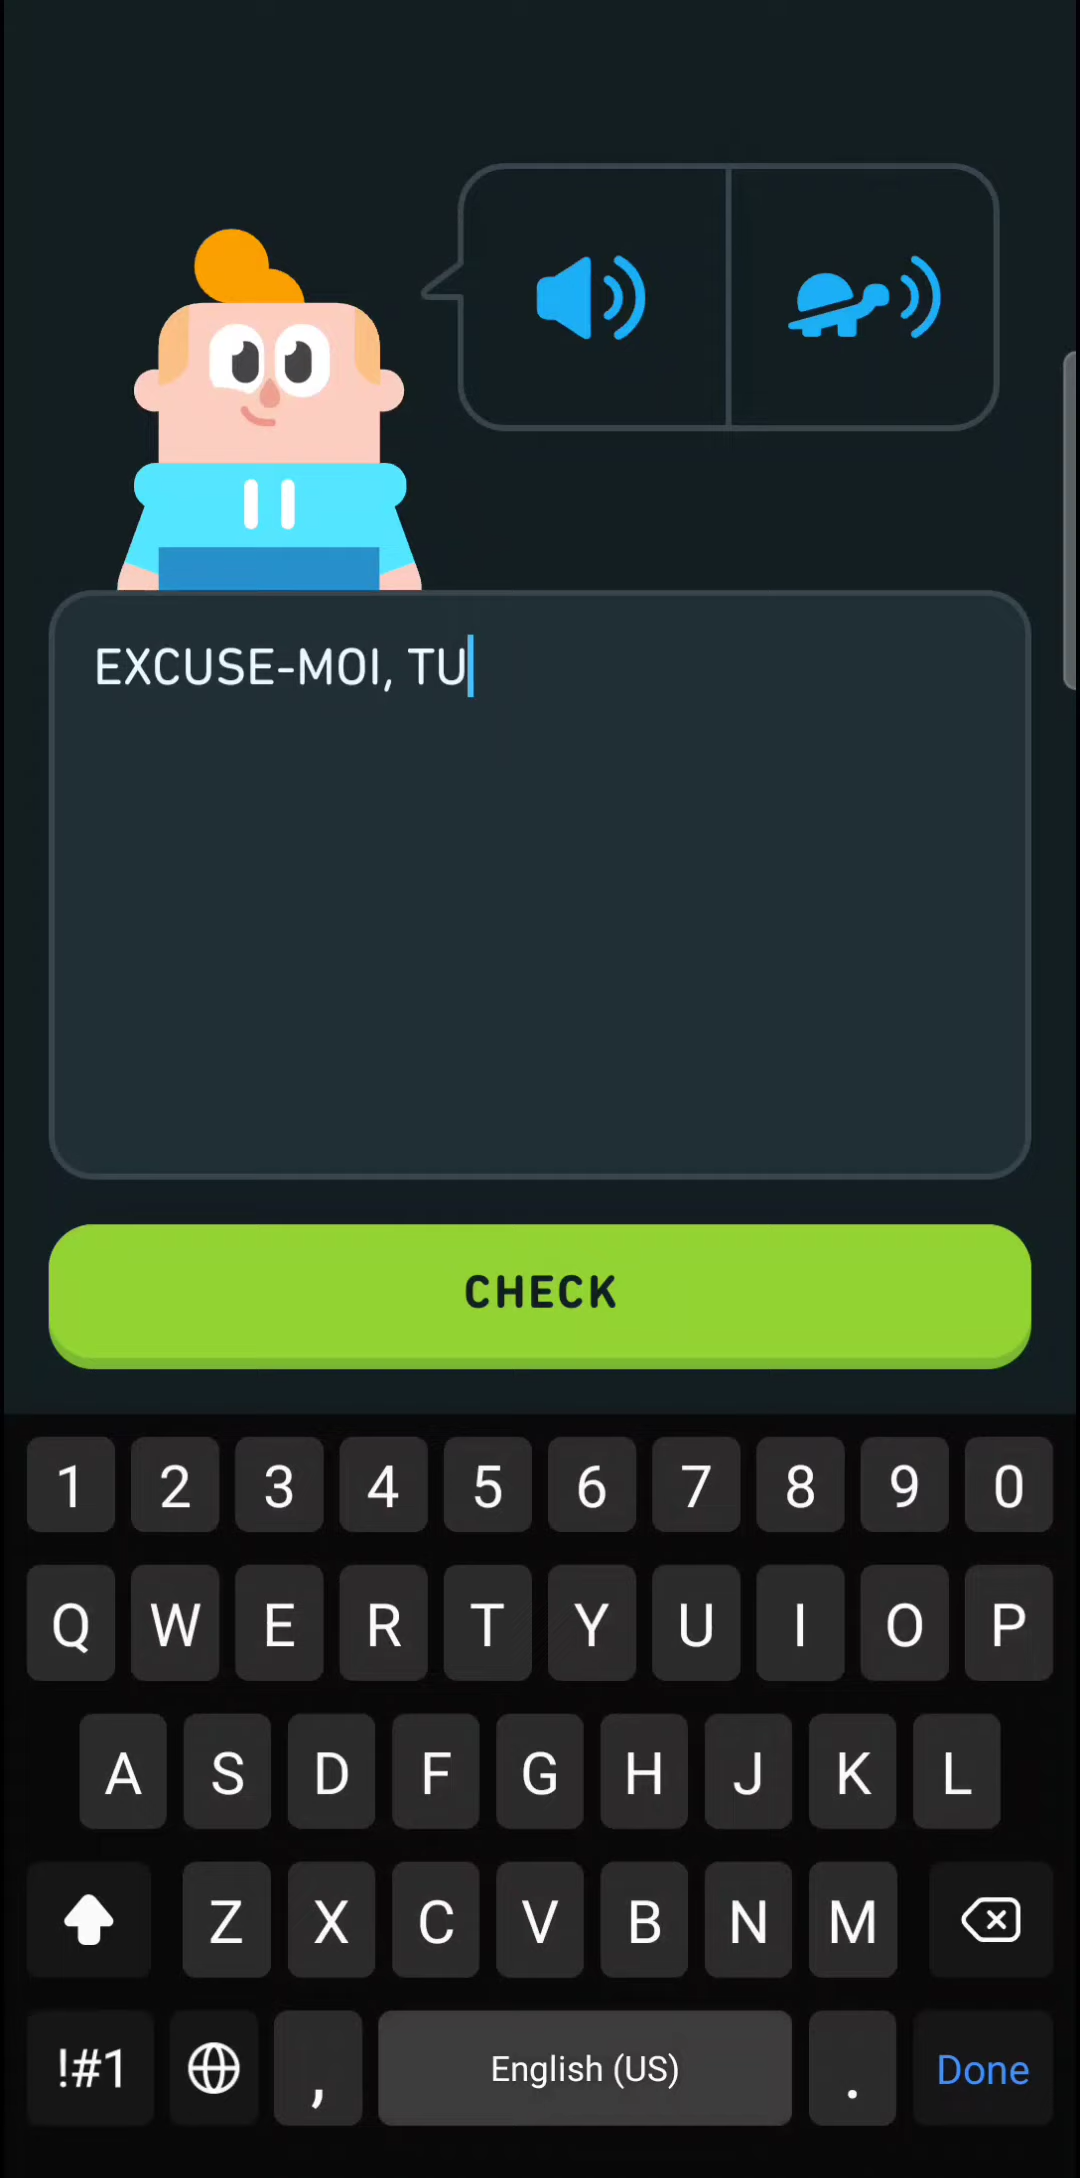 EXCUSE-MOI, TU
CHECK
1 2 3 4 5 6 7 8 9 0
Q W E R T Y U I O P
A S D F G H J K L
Z X C V B N M
!#1 , English (US) . Done